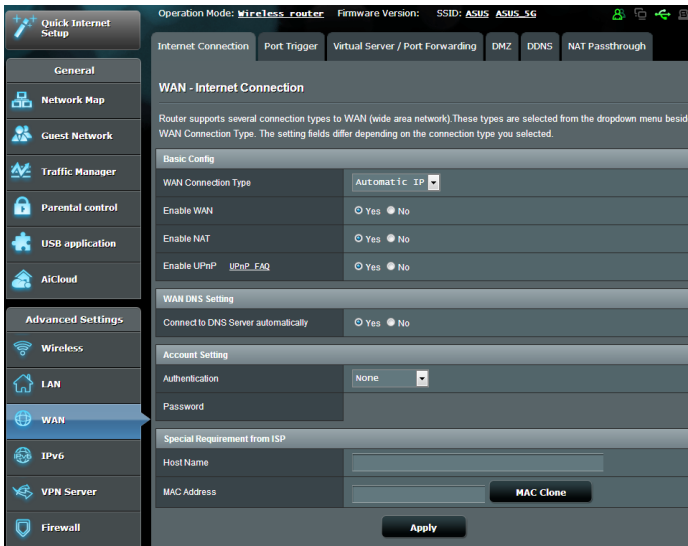 Quick Internet
Setup
Operation Mode: Wireless router Firmware Version: SSID: ASUS ASUS_5G
Internet Connection Port Trigger Virtual Server / Port Forwarding DMZ DDNS NAT Passthrough
General
Network Map
Guest Network
Traffic Manager
Parental control
USB application
AiCloud
Advanced Settings
Wireless
LAN
WAN
IPv6
VPN Server
Firewall
WAN - Internet Connection
Router supports several connection types to WAN (wide area network).These types are selected from the dropdown menu besid
WAN Connection Type. The setting fields differ depending on the connection type you selected.
Basic Config
WAN Connection Type Automatic IP
Enable WAN Yes No
Enable NAT Yes No
Enable UPnP UPnP FAQ Yes No
WAN DNS Setting
Connect to DNS Server automatically Yes No
Account Setting
Authentication None
Password
Special Requirement from ISP
Host Name
MAC Address MAC Clone
Apply